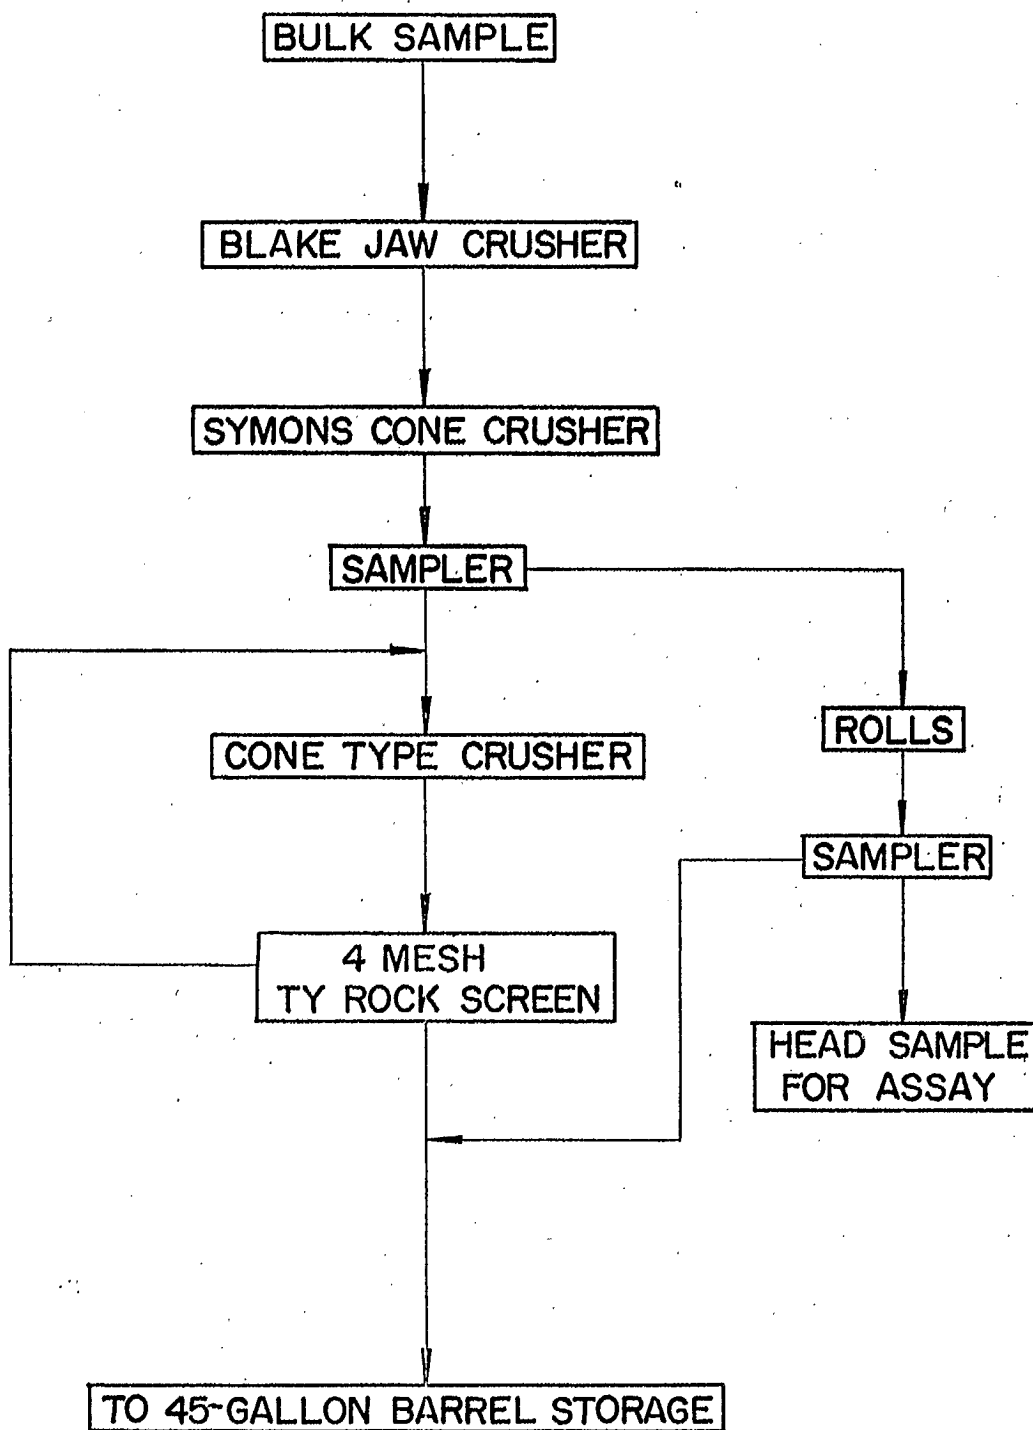 BULK SAMPLE
BLAKE JAW CRUSHER
SYMONS CONE CRUSHER
SAMPLER
CONE TYPE CRUSHER
ROLLS
SAMPLER
4 MESH
TY ROCK SCREEN
HEAD SAMPLE
FOR ASSAY
TO 45-GALLON BARREL STORAGE